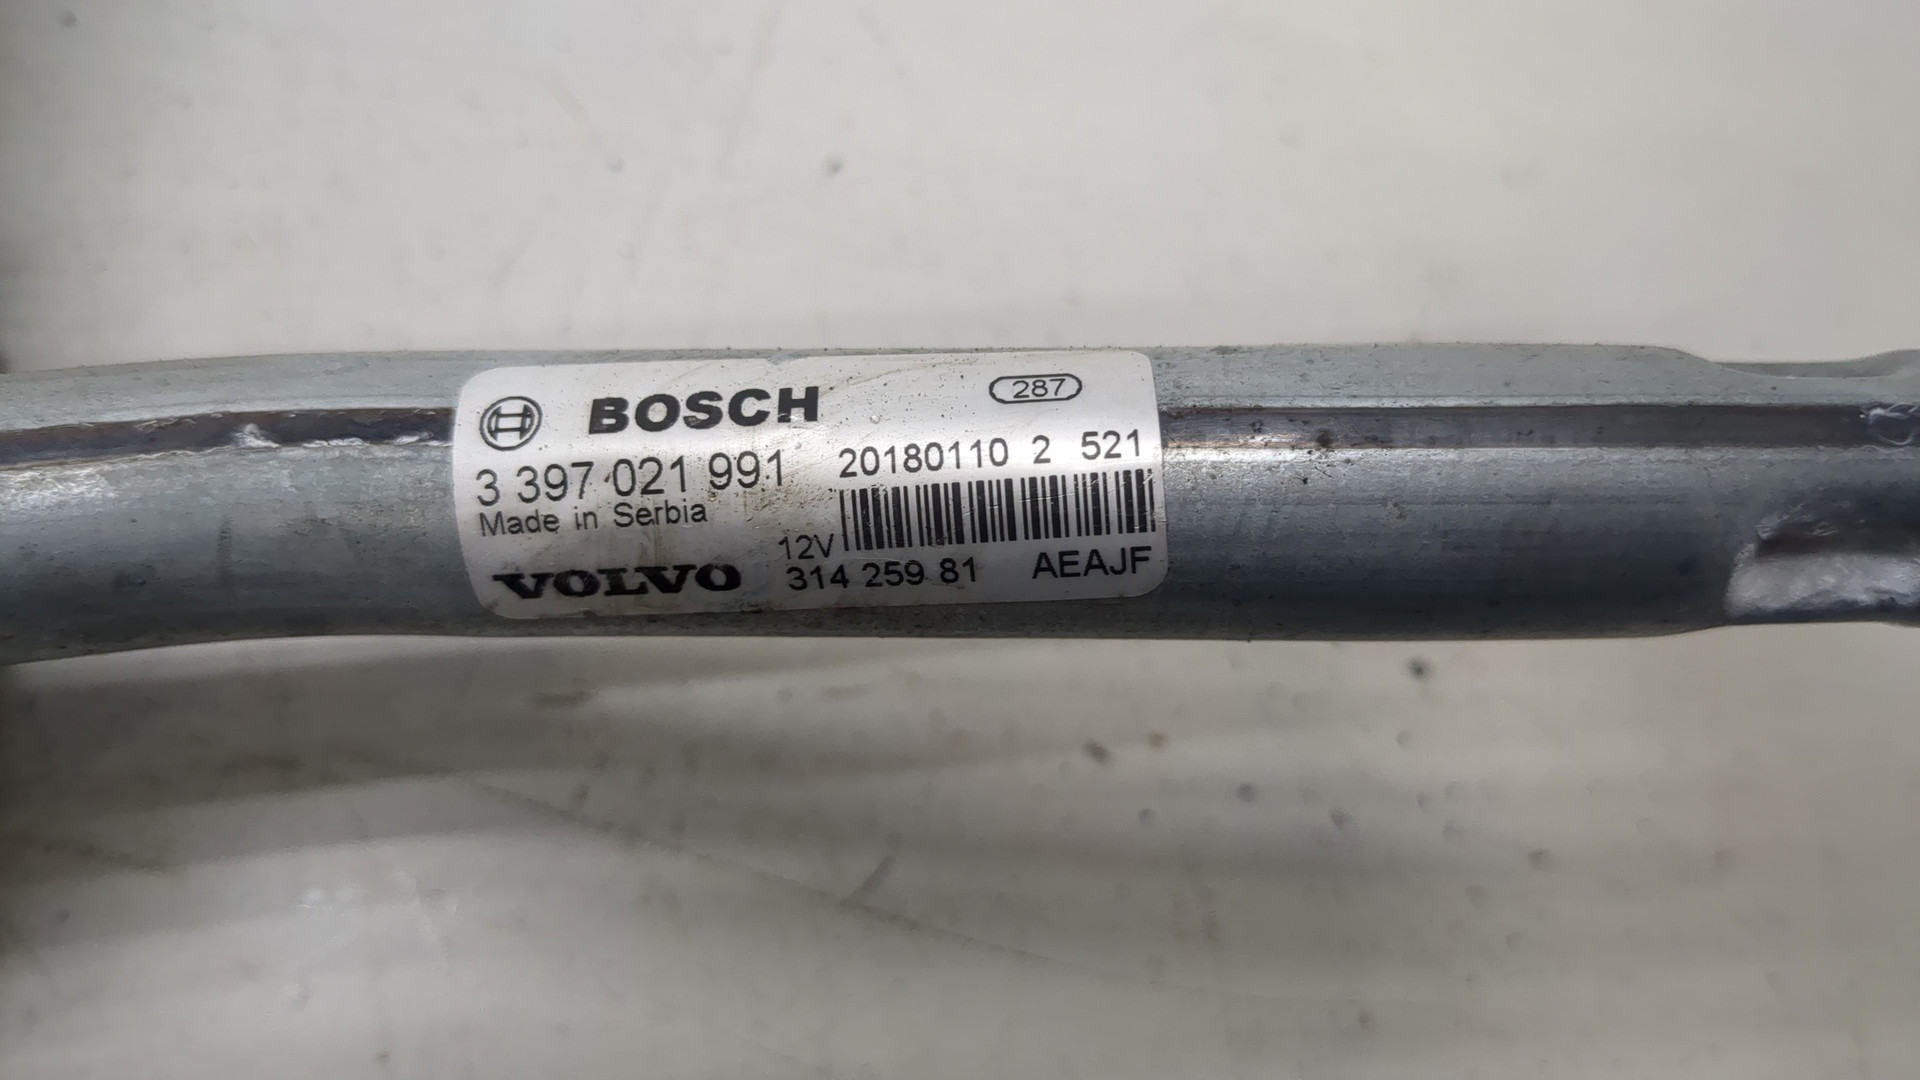 BOSCH 287
3 397 021 991 20180110 2 521
Made in Serbia
12V
VOLVO 314 259 81 AEAJF